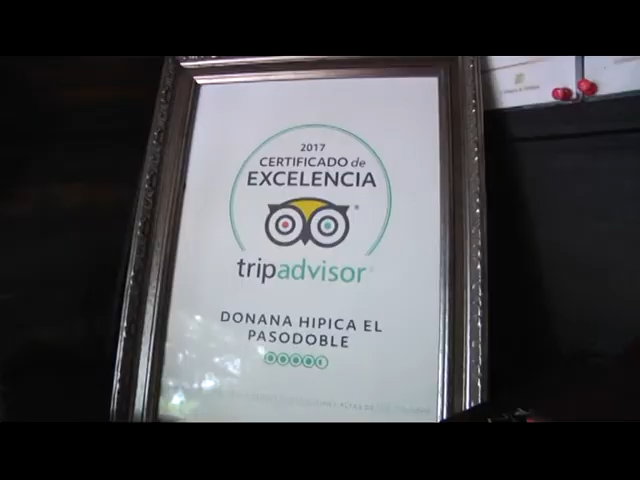 2017
CERTIFICADO de
EXCELENCIA
tripadvisor
DONANA HIPICA EL
PASODOBLE